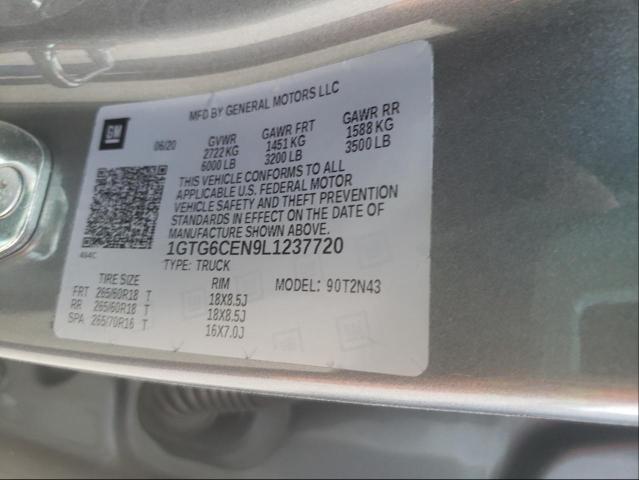 MFD BY GENERAL MOTORS LLC
GM
06/20 GVWR GAWR FRT GAWR RR
2722 KG 1451 KG 1588 KG
6000 LB 3200 LB 3500 LB
THIS VEHICLE CONFORMS TO ALL
APPLICABLE U.S. FEDERAL MOTOR
VEHICLE SAFETY AND THEFT PREVENTION
STANDARDS IN EFFECT ON THE DATE OF
MANUFACTURE SHOWN ABOVE.
1GTG6CEN9L1237720
TYPE: TRUCK MODEL: 90T2N43
TIRE SIZE RIM
FRT 265/60R18 T 18X8.5J
RR 265/60R18 T 18X8.5J
SPA 265/70R16 T 16X7.0J